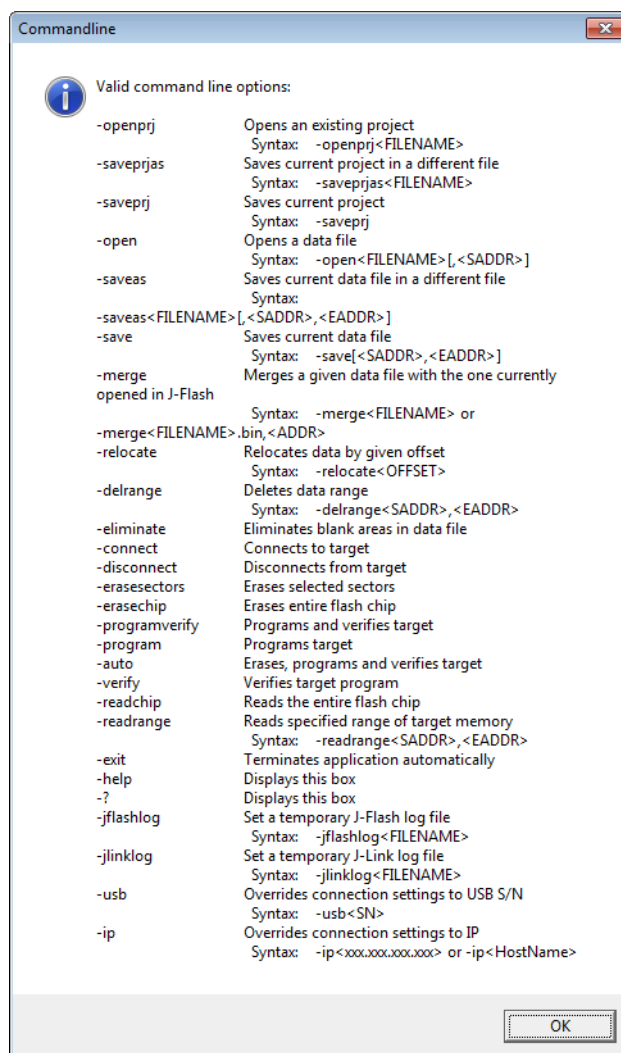 Commandline
Valid command line options:
-openprj Opens an existing project
Syntax: -openprj<FILENAME>
-saveprjas Saves current project in a different file
Syntax: -saveprjas<FILENAME>
-saveprj Saves current project
Syntax: -saveprj
-open Opens a data file
Syntax: -open<FILENAME>[,<SADDR>]
-saveas Saves current data file in a different file
Syntax:
-saveas<FILENAME>[,<SADDR>,<EADDR>]
-save Saves current data file
Syntax: -save[<SADDR>,<EADDR>]
-merge Merges a given data file with the one currently
opened in J-Flash
Syntax: -merge<FILENAME> or
-merge<FILENAME>.bin,<ADDR>
-relocate Relocates data by given offset
Syntax: -relocate<OFFSET>
-delrange Deletes data range
Syntax: -delrange<SADDR>,<EADDR>
-eliminate Eliminates blank areas in data file
-connect Connects to target
-disconnect Disconnects from target
-erasesectors Erases selected sectors
-erasechip Erases entire flash chip
-programverify Programs and verifies target
-program Programs target
-auto Erases, programs and verifies target
-verify Verifies target program
-readchip Reads the entire flash chip
-readrange Reads specified range of target memory
Syntax: -readrange<SADDR>,<EADDR>
-exit Terminates application automatically
-help Displays this box
-? Displays this box
-jflashlog Set a temporary J-Flash log file
Syntax: -jflashlog<FILENAME>
-jlinklog Set a temporary J-Link log file
Syntax: -jlinklog<FILENAME>
-usb Overrides connection settings to USB S/N
Syntax: -usb<SN>
-ip Overrides connection settings to IP
Syntax: -ip<xxx.xxx.xxx.xxx> or -ip<HostName>
OK